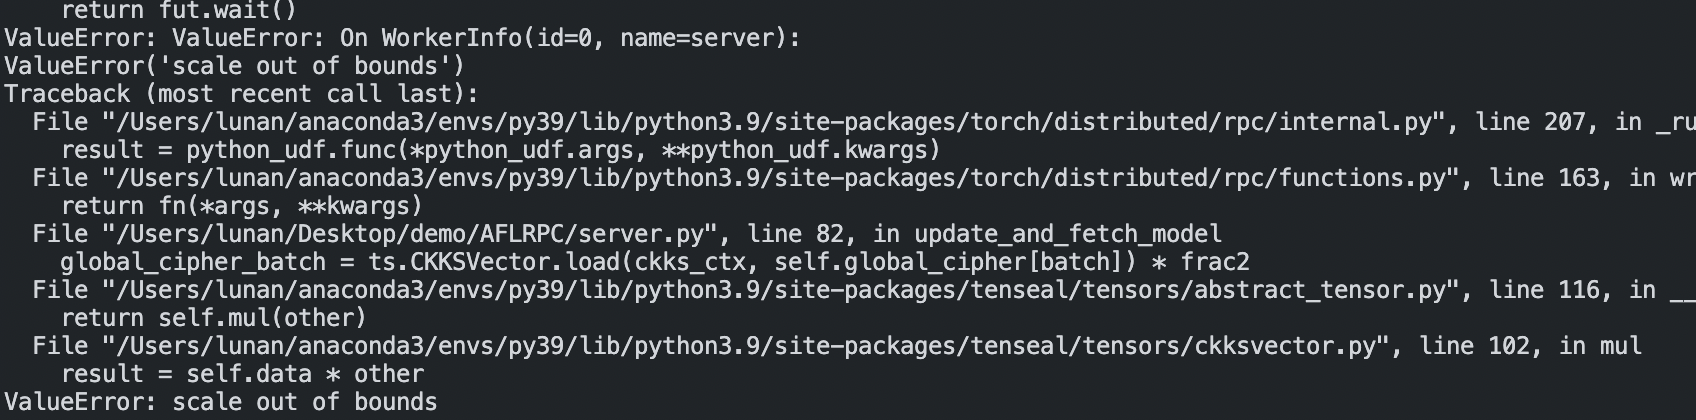 return fut.wait()
ValueError: ValueError: On WorkerInfo(id=0, name=server):
ValueError('scale out of bounds')
Traceback (most recent call last):
  File "/Users/lunan/anaconda3/envs/py39/lib/python3.9/site-packages/torch/distributed/rpc/internal.py", line 207, in _ru
    result = python_udf.func(*python_udf.args, **python_udf.kwargs)
  File "/Users/lunan/anaconda3/envs/py39/lib/python3.9/site-packages/torch/distributed/rpc/functions.py", line 163, in wr
    return fn(*args, **kwargs)
  File "/Users/lunan/Desktop/demo/AFLRPC/server.py", line 82, in update_and_fetch_model
    global_cipher_batch = ts.CKKSVector.load(ckks_ctx, self.global_cipher[batch]) * frac2
  File "/Users/lunan/anaconda3/envs/py39/lib/python3.9/site-packages/tenseal/tensors/abstract_tensor.py", line 116, in __
    return self.mul(other)
  File "/Users/lunan/anaconda3/envs/py39/lib/python3.9/site-packages/tenseal/tensors/ckksvector.py", line 102, in mul
    result = self.data * other
ValueError: scale out of bounds